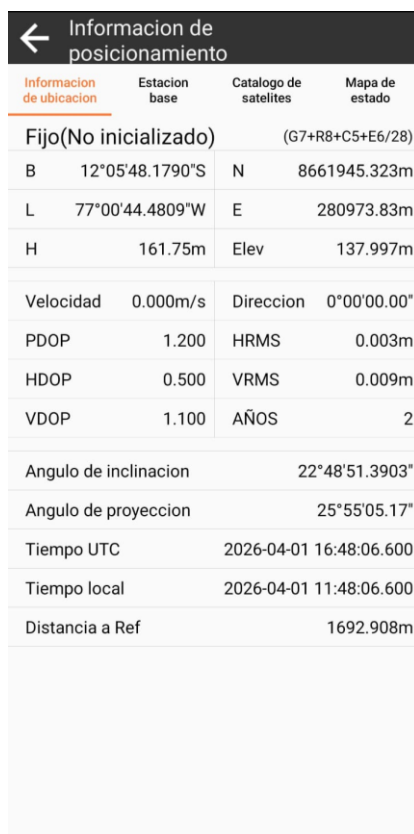 Informacion de
posicionamiento
Informacion
de ubicacion
Estacion
base
Catalogo de
satelites
Mapa de
estado
Fijo(No inicializado) (G7+R8+C5+E6/28)
B 12°05'48.1790"S N 8661945.323m
L 77°00'44.4809"W E 280973.83m
H 161.75m Elev 137.997m
Velocidad 0.000m/s Direccion 0°00'00.00"
PDOP 1.200 HRMS 0.003m
HDOP 0.500 VRMS 0.009m
VDOP 1.100 AÑOS 2
Angulo de inclinacion 22°48'51.3903"
Angulo de proyeccion 25°55'05.17"
Tiempo UTC 2026-04-01 16:48:06.600
Tiempo local 2026-04-01 11:48:06.600
Distancia a Ref 1692.908m